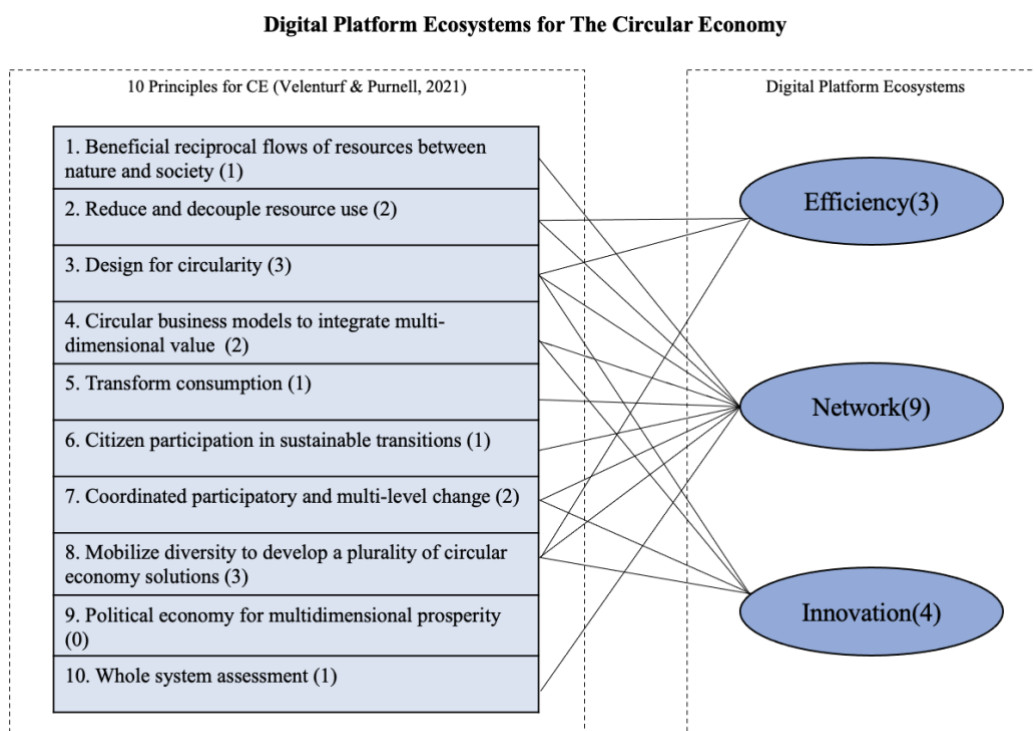 Digital Platform Ecosystems for The Circular Economy
10 Principles for CE (Velenturf & Purnell, 2021)
1. Beneficial reciprocal flows of resources between
nature and society (1)
2. Reduce and decouple resource use (2)
3. Design for circularity (3)
4. Circular business models to integrate multi-
dimensional value (2)
5. Transform consumption (1)
6. Citizen participation in sustainable transitions (1)
7. Coordinated participatory and multi-level change (2)
8. Mobilize diversity to develop a plurality of circular
economy solutions (3)
9. Political economy for multidimensional prosperity
(0)
10. Whole system assessment (1)
Digital Platform Ecosystems
Efficiency(3)
Network(9)
Innovation(4)